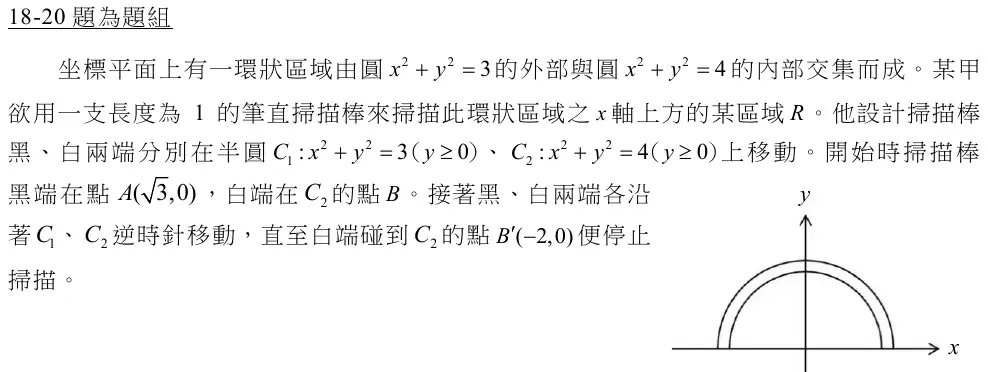 18-20 題為題組
坐標平面上有一環狀區域由圓 x² + y² = 3 的外部與圓 x² + y² = 4 的內部交集而成。某甲
欲用一支長度為 1 的筆直掃描棒來掃描此環狀區域之 x 軸上方的某區域 R。他設計掃描棒
黑、白兩端分別在半圓 C₁ : x² + y² = 3 ( y ≥ 0 )、C₂ : x² + y² = 4 ( y ≥ 0 ) 上移動。開始時掃描棒
黑端在點 A(√3,0),白端在 C₂ 的點 B。接著黑、白兩端各沿
著 C₁、C₂ 逆時針移動,直至白端碰到 C₂ 的點 B′(−2,0) 便停止
掃描。
y
x